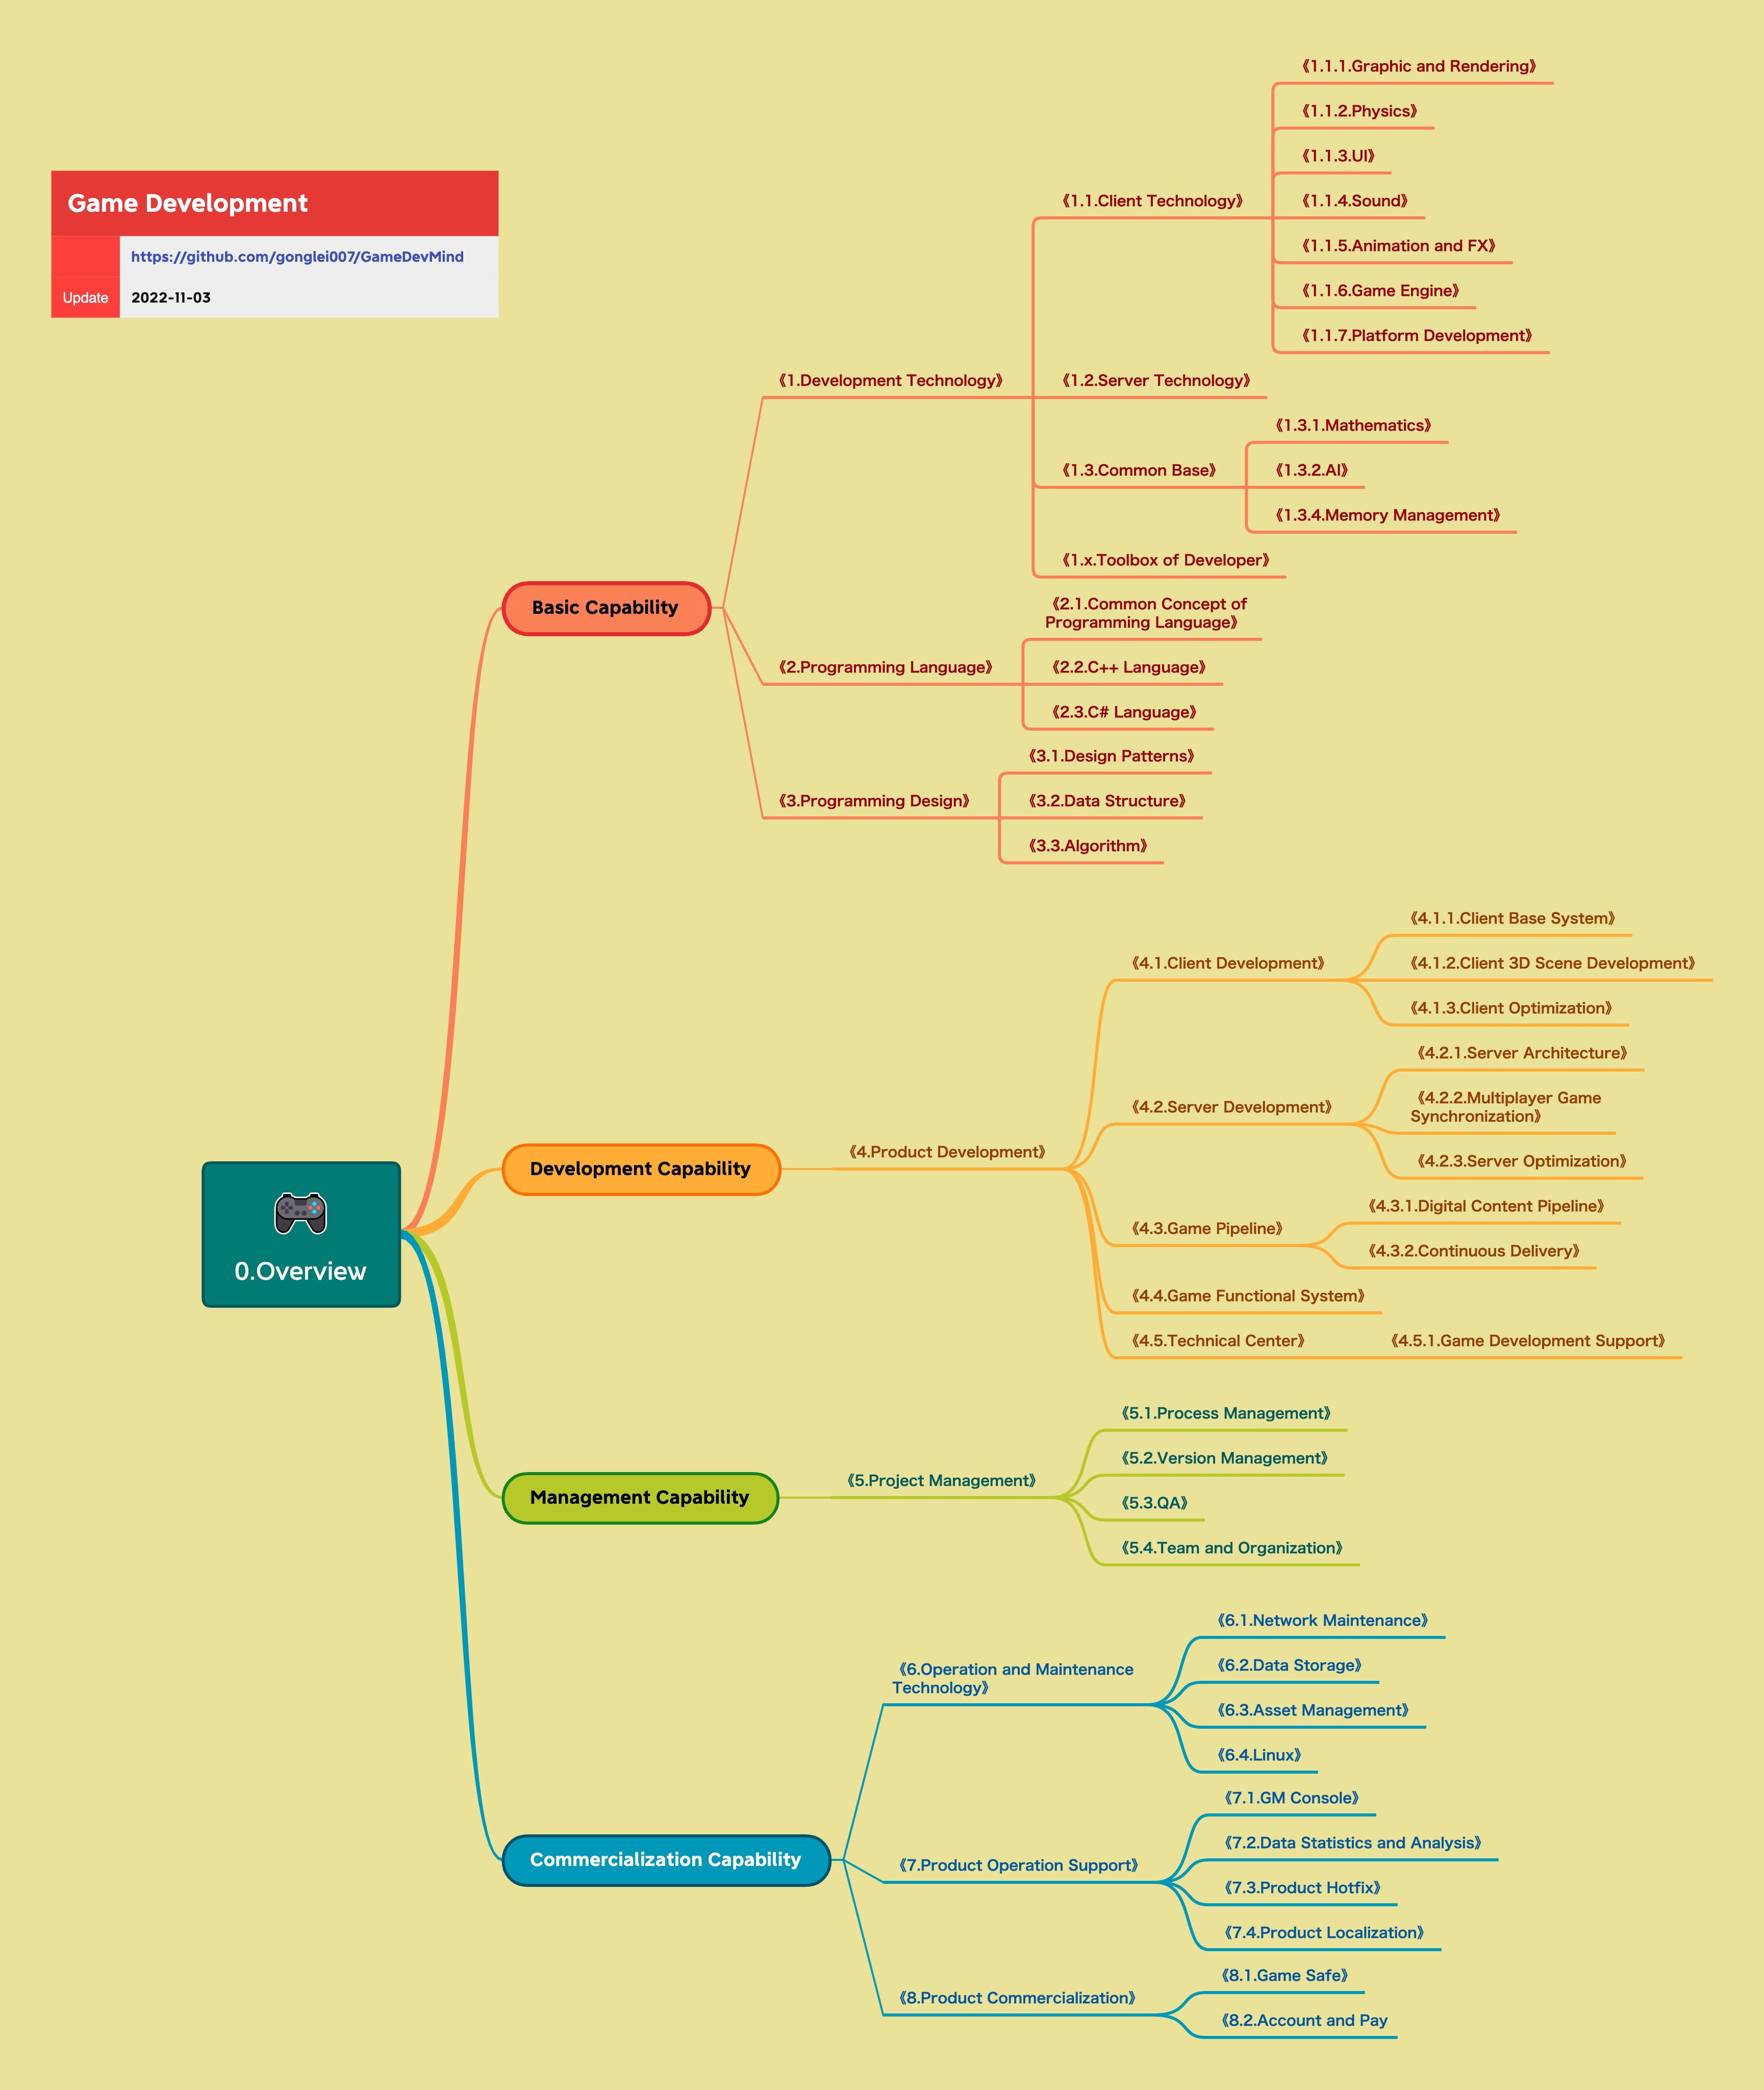 Game Development
https://github.com/gonglei007/GameDevMind
Update 2022-11-03
0.Overview
Basic Capability
《1.Development Technology》
《1.1.Client Technology》
《1.1.1.Graphic and Rendering》
《1.1.2.Physics》
《1.1.3.UI》
《1.1.4.Sound》
《1.1.5.Animation and FX》
《1.1.6.Game Engine》
《1.1.7.Platform Development》
《1.2.Server Technology》
《1.3.Common Base》
《1.3.1.Mathematics》
《1.3.2.AI》
《1.3.4.Memory Management》
《1.x.Toolbox of Developer》
《2.Programming Language》
《2.1.Common Concept of
Programming Language》
《2.2.C++ Language》
《2.3.C# Language》
《3.Programming Design》
《3.1.Design Patterns》
《3.2.Data Structure》
《3.3.Algorithm》
Development Capability
《4.Product Development》
《4.1.Client Development》
《4.1.1.Client Base System》
《4.1.2.Client 3D Scene Development》
《4.1.3.Client Optimization》
《4.2.Server Development》
《4.2.1.Server Architecture》
《4.2.2.Multiplayer Game
Synchronization》
《4.2.3.Server Optimization》
《4.3.Game Pipeline》
《4.3.1.Digital Content Pipeline》
《4.3.2.Continuous Delivery》
《4.4.Game Functional System》
《4.5.Technical Center》
《4.5.1.Game Development Support》
Management Capability
《5.Project Management》
《5.1.Process Management》
《5.2.Version Management》
《5.3.QA》
《5.4.Team and Organization》
Commercialization Capability
《6.Operation and Maintenance
Technology》
《6.1.Network Maintenance》
《6.2.Data Storage》
《6.3.Asset Management》
《6.4.Linux》
《7.Product Operation Support》
《7.1.GM Console》
《7.2.Data Statistics and Analysis》
《7.3.Product Hotfix》
《7.4.Product Localization》
《8.Product Commercialization》
《8.1.Game Safe》
《8.2.Account and Pay